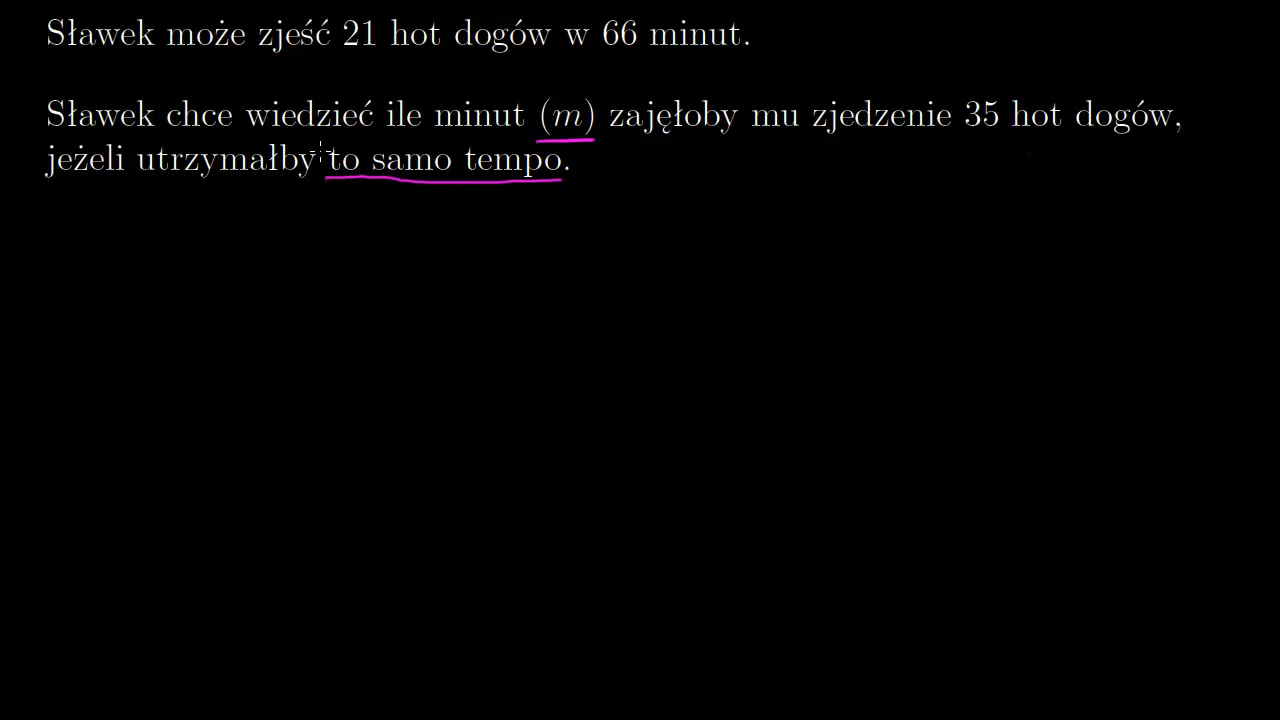 Sławek może zjeść 21 hot dogów w 66 minut.
Sławek chce wiedzieć ile minut (m) zajęłoby mu zjedzenie 35 hot dogów,
jeżeli utrzymałby to samo tempo.